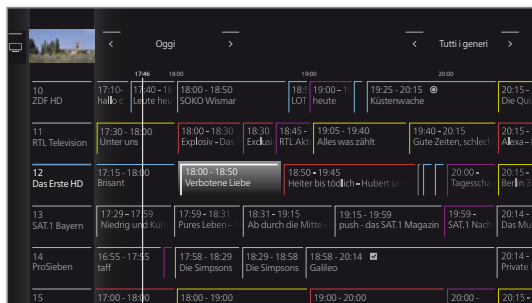 Oggi
Tutti i generi
17:46 18:00 19:00 20:00
10 17:10- 17:40 - 18 18:00 - 18:50 18:5 19:00 - 1 19:25 - 20:15 20:15 -
ZDF HD hallo d Leute heu SOKO Wismar LOT heute Küstenwache Die Qui
11 17:30 - 18:00 18:00 - 18:30 18:30 18:45 - 19:05 - 19:40 19:40 - 20:15 20:15 -
RTL Television Unter uns Explosiv - Das Exclusi RTL Akt Alles was zählt Gute Zeiten, schlech Alexa -
12 17:15 - 18:00 18:00 - 18:50 18:50 - 19:45 20:00 - 20:15 -
Das Erste HD Brisant Verbotene Liebe Heiter bis tödlich - Hubert un Tagesscha Berlin
13 17:29 - 17:59 17:59 - 18:31 18:31 - 19:15 19:15 - 19:59 19:59 - 20:14 -
SAT.1 Bayern Niedrig und Kuh Pures Leben - Ab durch die Mitte - push - das SAT.1 Magazin SAT.1 Nach Das Mu
14 16:55 - 17:55 17:58 - 18:29 18:29 - 18:58 18:58 - 20:14 20:14 -
ProSieben taff Die Simpsons Die Simpsons Galileo Private
15 17:00 - 18:00 18:00 - 19:00 19:00 - 20:00 20:00 - 20:15 -